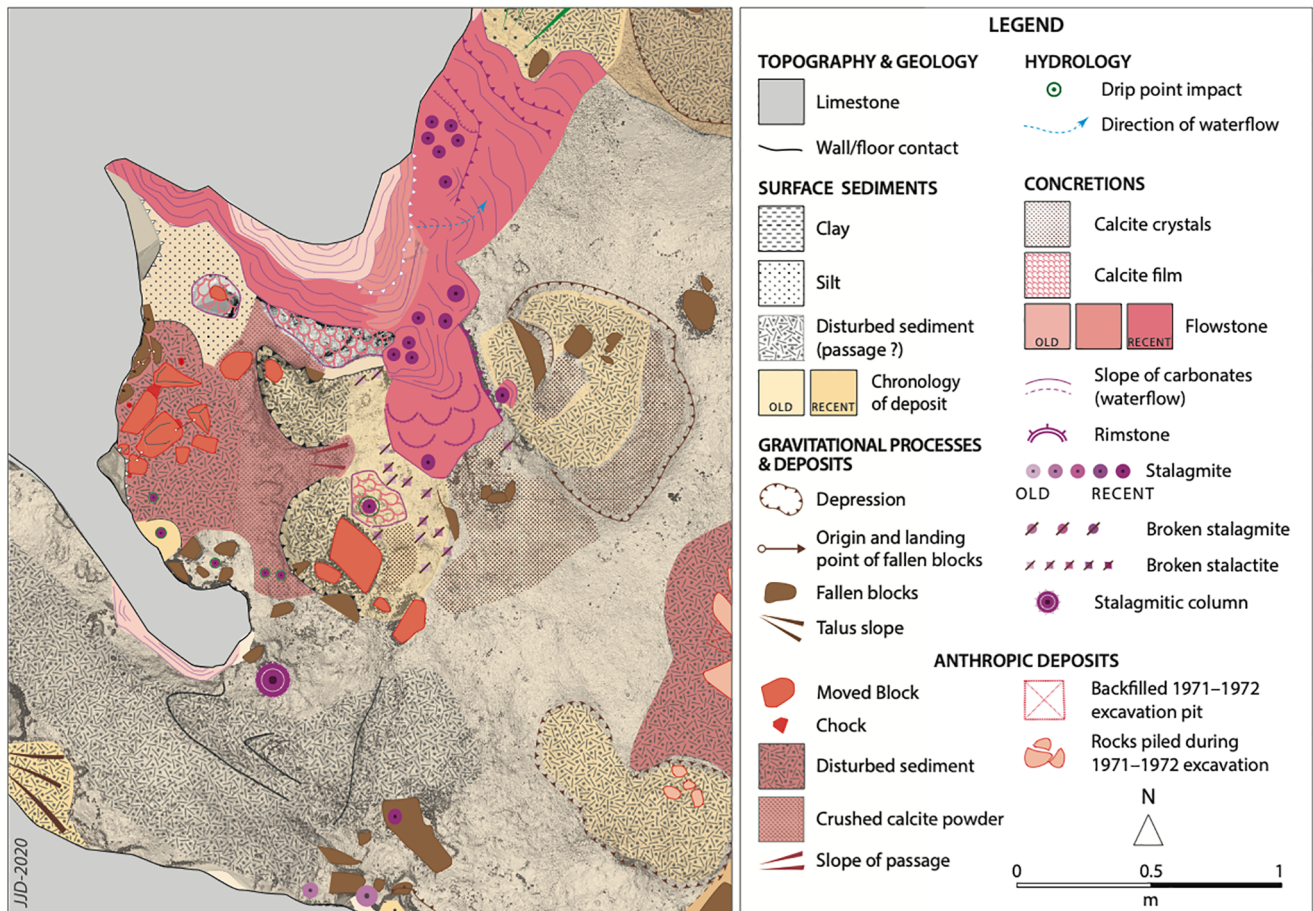 JJD-2020
LEGEND
TOPOGRAPHY & GEOLOGY
Limestone
Wall/floor contact
SURFACE SEDIMENTS
Clay
Silt
Disturbed sediment
(passage ?)
OLD
RECENT
Chronology
of deposit
GRAVITATIONAL PROCESSES
& DEPOSITS
Depression
Origin and landing
point of fallen blocks
Fallen blocks
Talus slope
HYDROLOGY
Drip point impact
Direction of waterflow
CONCRETIONS
Calcite crystals
Calcite film
OLD
RECENT
Flowstone
Slope of carbonates
(waterflow)
Rimstone
Stalagmite
OLD
RECENT
Broken stalagmite
Broken stalactite
Stalagmitic column
ANTHROPIC DEPOSITS
Moved Block
Chock
Disturbed sediment
Crushed calcite powder
Slope of passage
Backfilled 1971–1972
excavation pit
Rocks piled during
1971–1972 excavation
N
0
0.5
1
m